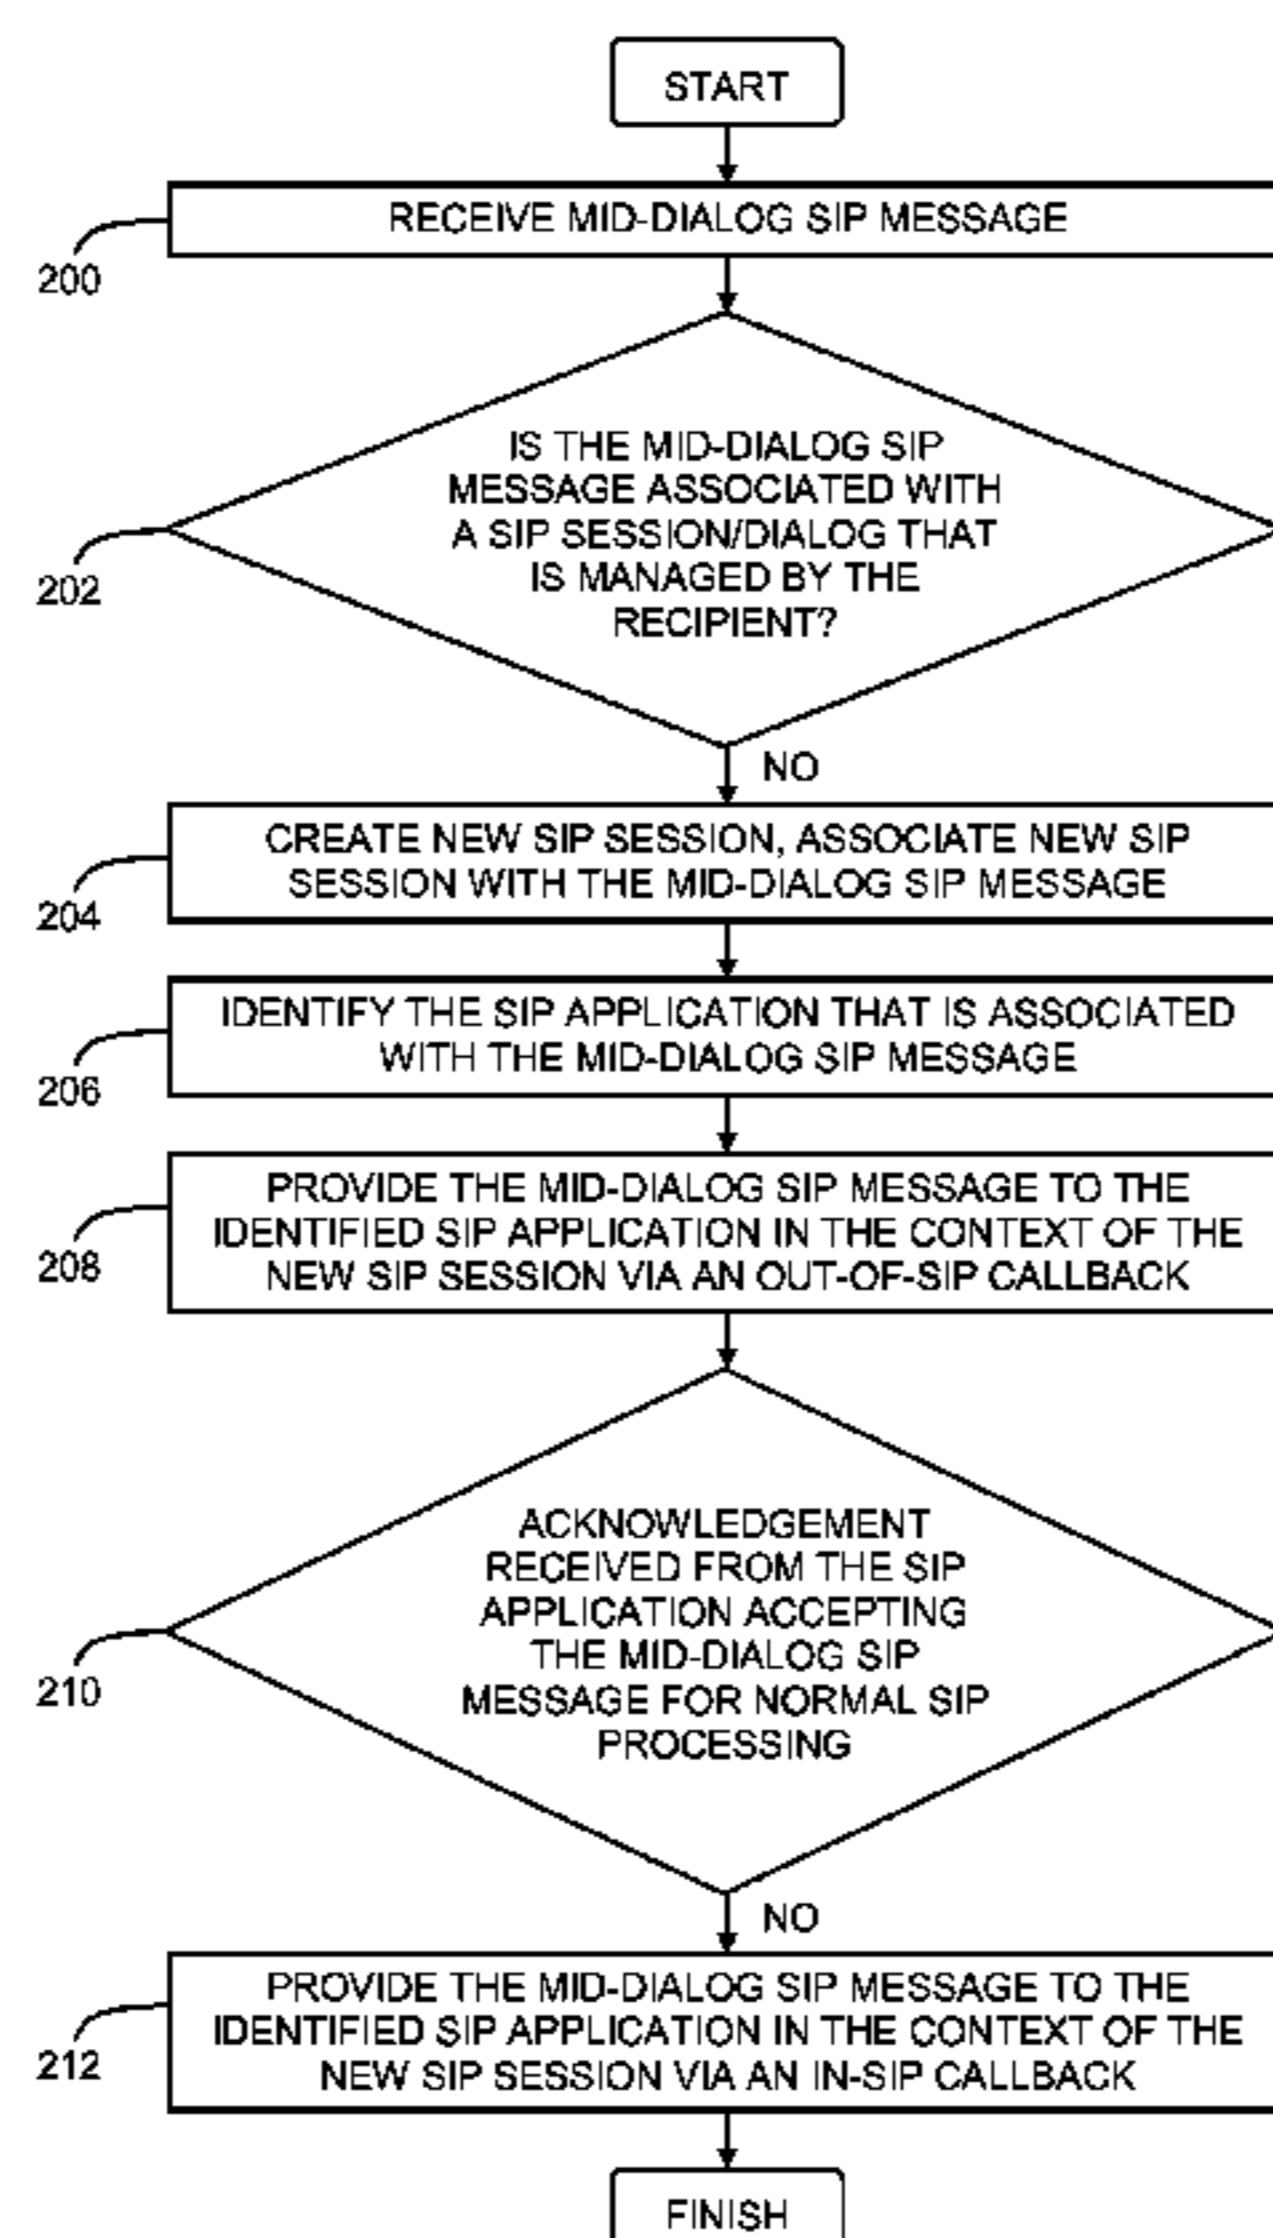 START
RECEIVE MID-DIALOG SIP MESSAGE
200
IS THE MID-DIALOG SIP
MESSAGE ASSOCIATED WITH
A SIP SESSION/DIALOG THAT
IS MANAGED BY THE
RECIPIENT?
202
NO
CREATE NEW SIP SESSION, ASSOCIATE NEW SIP
SESSION WITH THE MID-DIALOG SIP MESSAGE
204
IDENTIFY THE SIP APPLICATION THAT IS ASSOCIATED
WITH THE MID-DIALOG SIP MESSAGE
206
PROVIDE THE MID-DIALOG SIP MESSAGE TO THE
IDENTIFIED SIP APPLICATION IN THE CONTEXT OF THE
NEW SIP SESSION VIA AN OUT-OF-SIP CALLBACK
208
ACKNOWLEDGEMENT
RECEIVED FROM THE SIP
APPLICATION ACCEPTING
THE MID-DIALOG SIP
MESSAGE FOR NORMAL SIP
PROCESSING
210
NO
PROVIDE THE MID-DIALOG SIP MESSAGE TO THE
IDENTIFIED SIP APPLICATION IN THE CONTEXT OF THE
NEW SIP SESSION VIA AN IN-SIP CALLBACK
212
FINISH